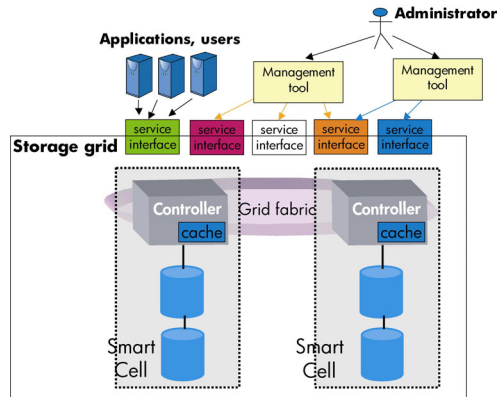 Administrator
Applications, users
Management
tool
Management
tool
service
interface
service
interface
service
interface
service
interface
service
interface
Storage grid
Controller
cache
Grid fabric
Controller
cache
Smart
Cell
Smart
Cell